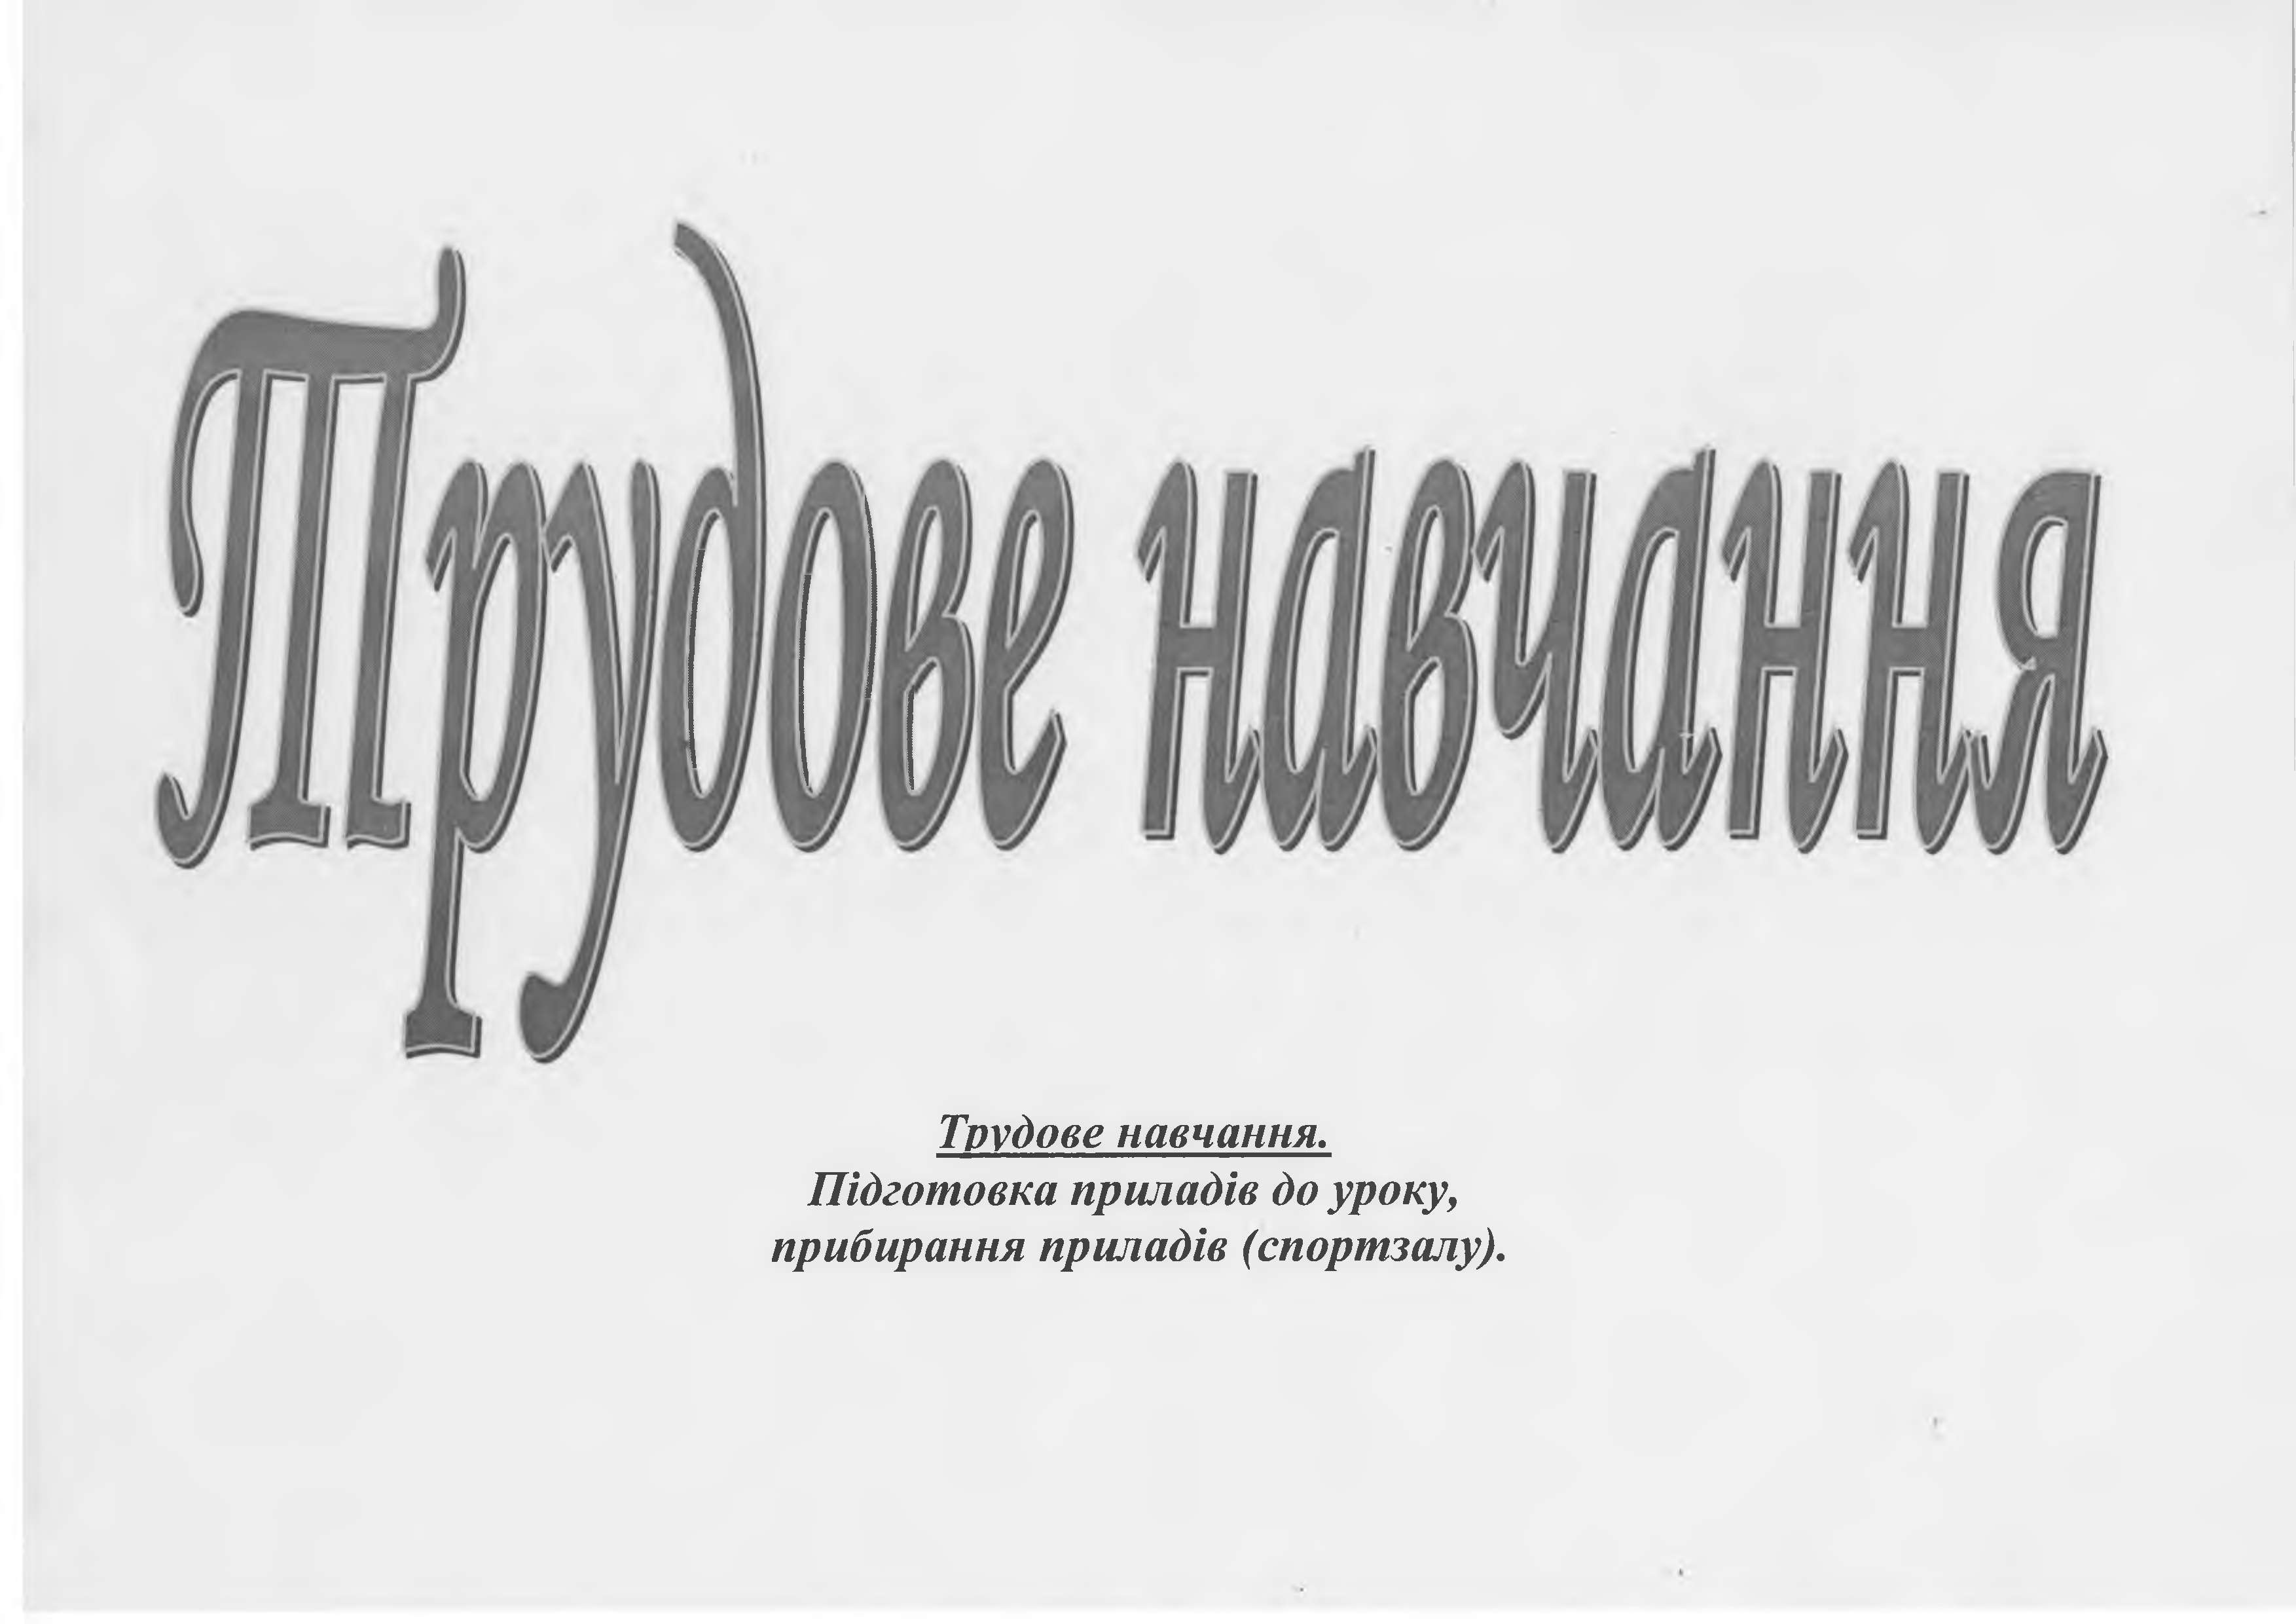 Трудове навчання
Трудове навчання.
Підготовка приладів до уроку,
прибирання приладів (спортзалу).